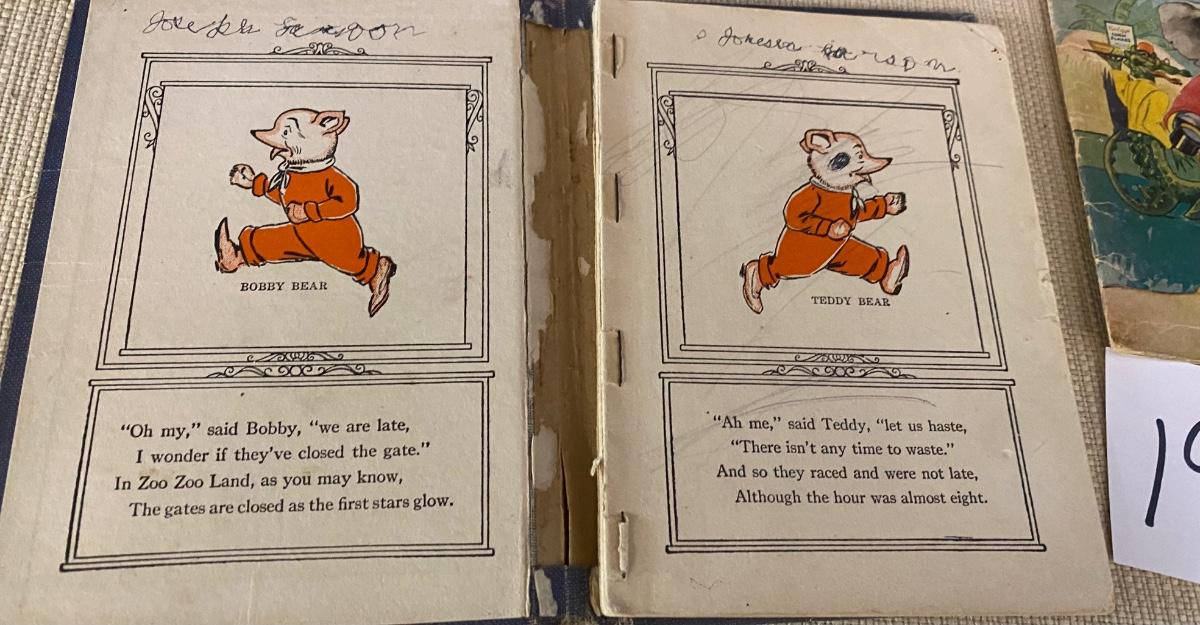 Joseph
BOBBY BEAR
“Oh my,” said Bobby, “we are late,
I wonder if they’ve closed the gate.”
In Zoo Zoo Land, as you may know,
The gates are closed as the first stars glow.
TEDDY BEAR
“Ah me,” said Teddy, “let us haste,
“There isn’t any time to waste.”
And so they raced and were not late,
Although the hour was almost eight.